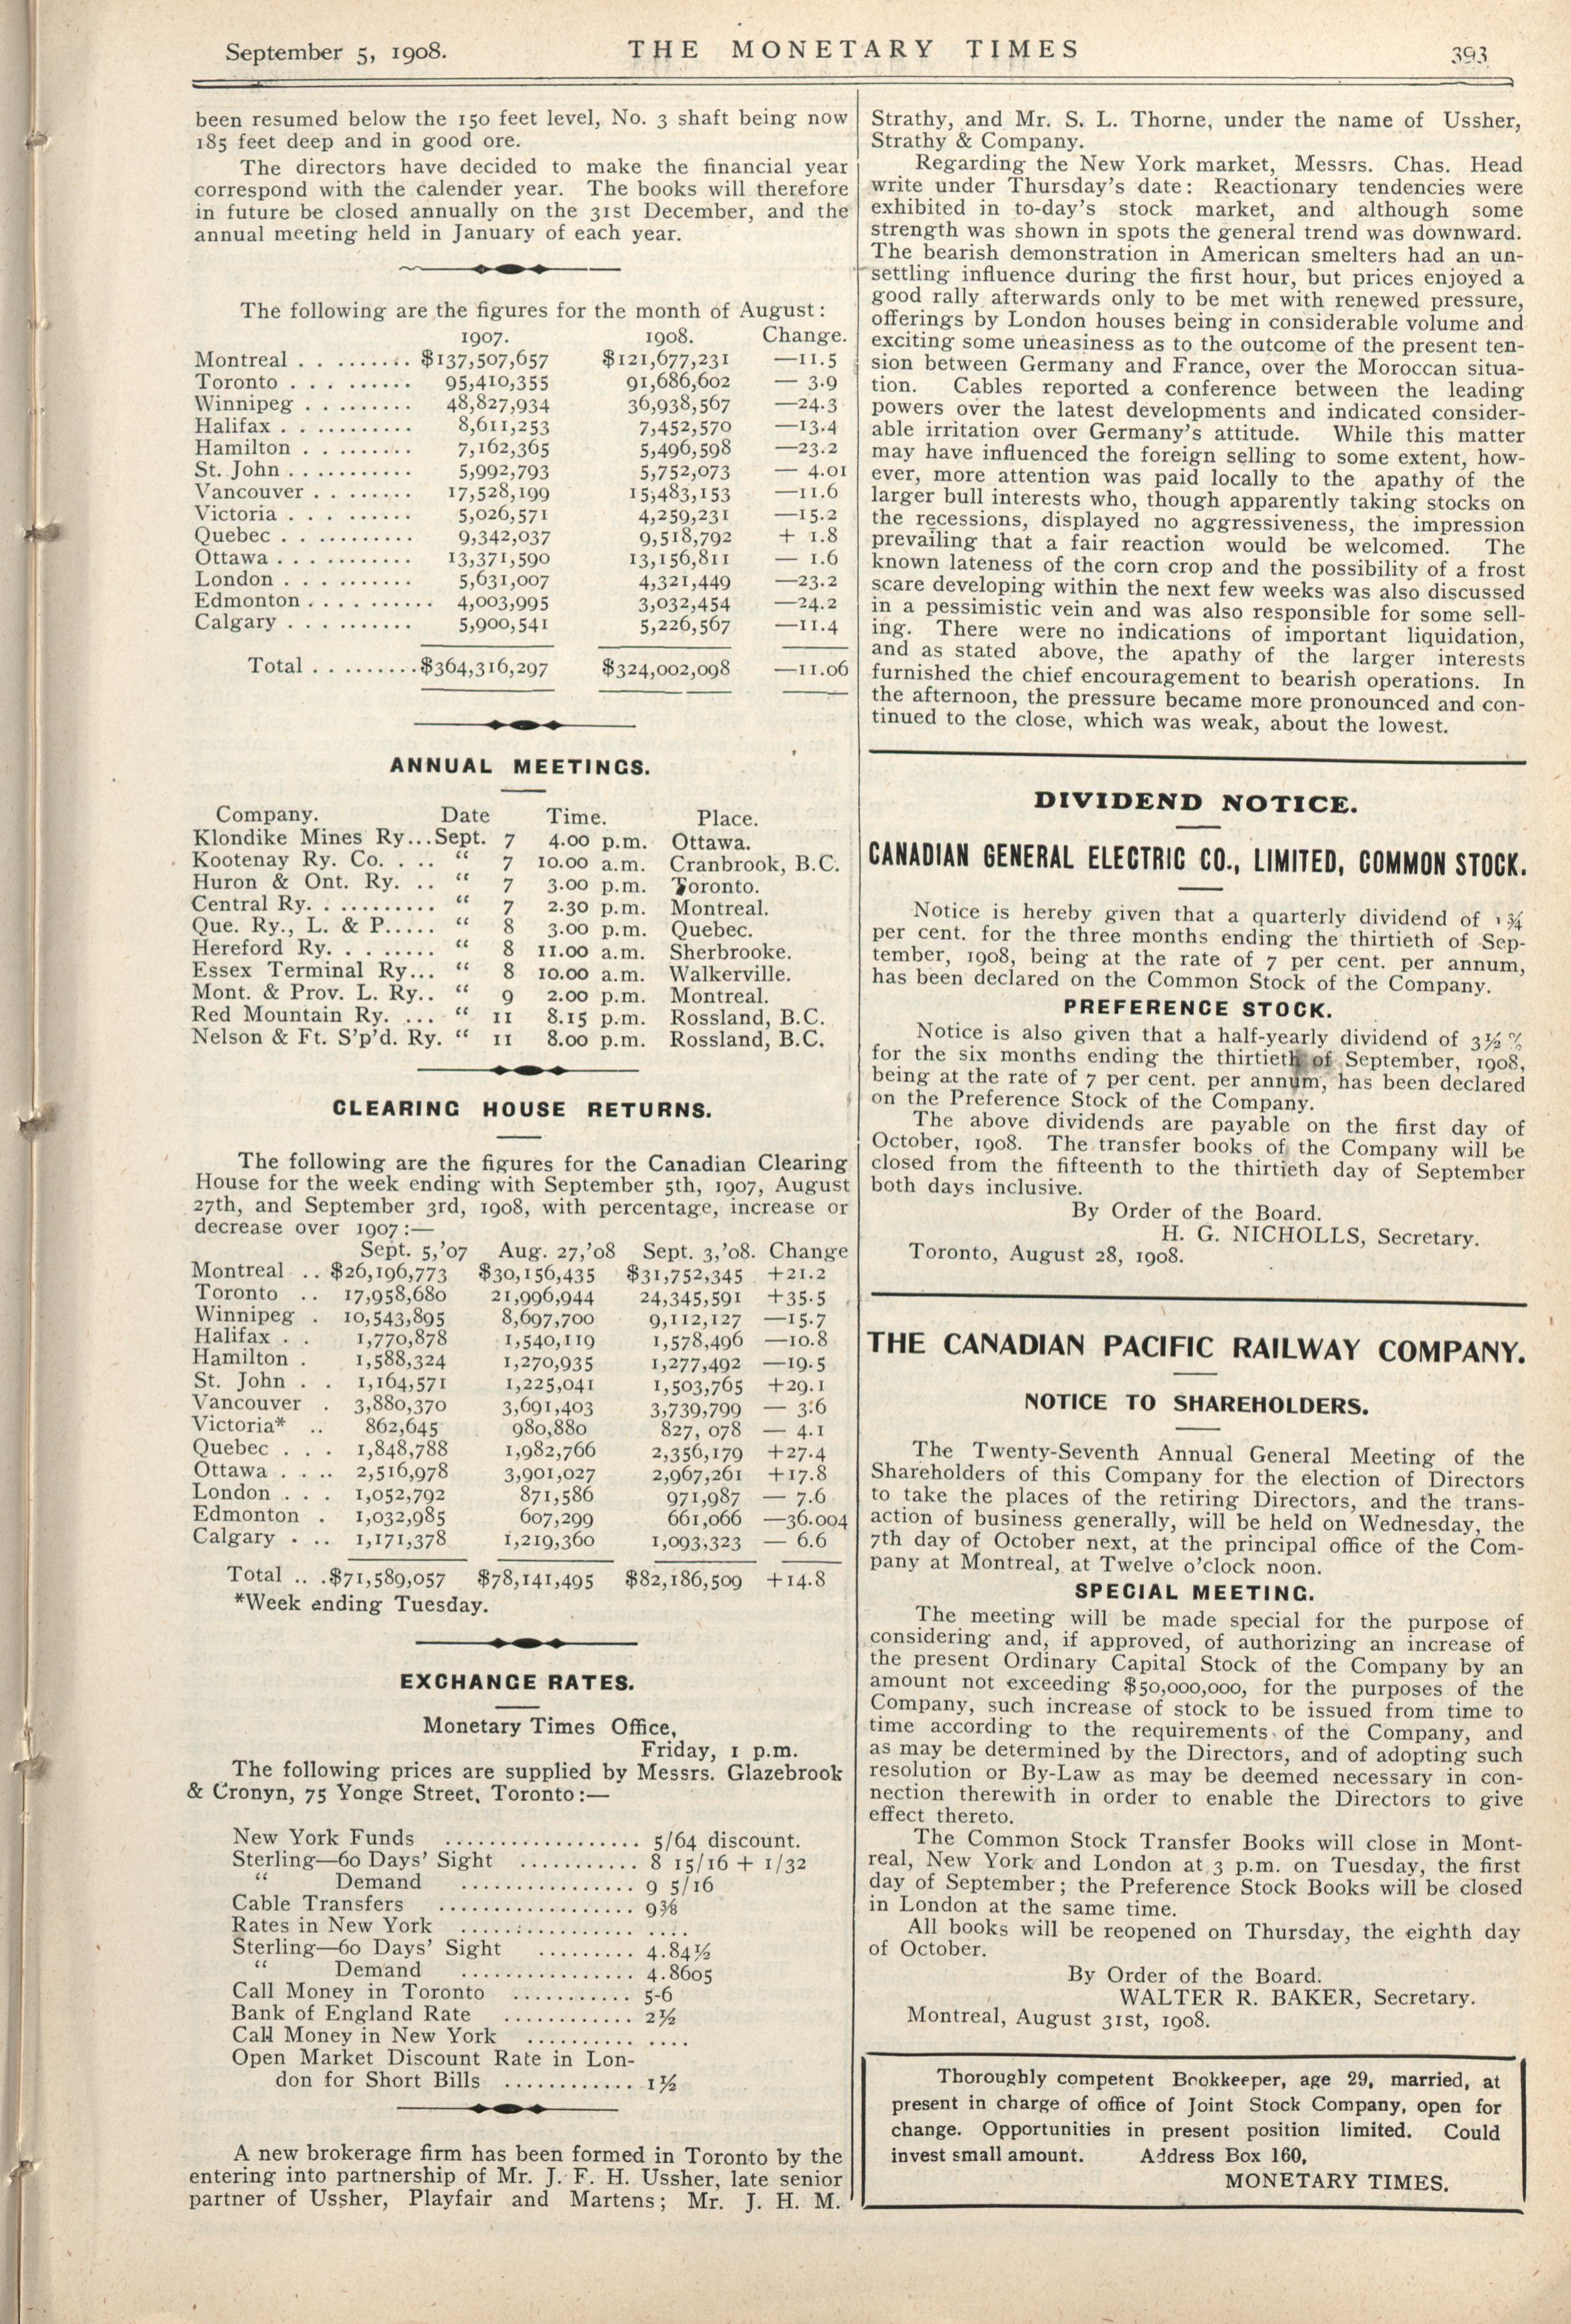 September 5, 1908.
THE MONETARY TIMES
393
been resumed below the 150 feet level, No. 3 shaft being now
185 feet deep and in good ore.
The directors have decided to make the financial year
correspond with the calender year. The books will therefore
in future be closed annually on the 31st December, and the
annual meeting held in January of each year.
The following are the figures for the month of August:
1907. 1908. Change.
Montreal . . ....... $137,507,657 $121,677,231 —11.5
Toronto . . . ...... 95,410,355 91,686,602 — 3.9
Winnipeg . . ....... 48,827,934 36,938,567 —24.3
Halifax . . ......... 8,611,253 7,452,570 —13.4
Hamilton . . ....... 7,162,365 5,496,598 —23.2
St. John . . ......... 5,992,793 5,752,073 — 4.01
Vancouver . . ...... 17,528,199 15,483,153 —11.6
Victoria . . . ...... 5,026,571 4,259,231 —15.2
Quebec . . ......... 9,342,037 9,518,792 + 1.8
Ottawa . . .......... 13,371,590 13,156,811 — 1.6
London . . . ....... 5,631,007 4,321,449 —23.2
Edmonton . . . ...... 4,003,995 3,032,454 —24.2
Calgary . . . ....... 5,900,541 5,226,567 —11.4
Total . . ........$364,316,297 $324,002,098 —11.06
ANNUAL MEETINGS.
Company. Date Time. Place.
Klondike Mines Ry...Sept. 7 4.00 p.m. Ottawa.
Kootenay Ry. Co. . .. “ 7 10.00 a.m. Cranbrook, B.C.
Huron & Ont. Ry. .. “ 7 3.00 p.m. Toronto.
Central Ry. . ......... “ 7 2.30 p.m. Montreal.
Que. Ry., L. & P..... “ 8 3.00 p.m. Quebec.
Hereford Ry. . ....... “ 8 11.00 a.m. Sherbrooke.
Essex Terminal Ry... “ 8 10.00 a.m. Walkerville.
Mont. & Prov. L. Ry.. “ 9 2.00 p.m. Montreal.
Red Mountain Ry. ... “ 11 8.15 p.m. Rossland, B.C.
Nelson & Ft. S'p'd. Ry. “ 11 8.00 p.m. Rossland, B.C.
CLEARING HOUSE RETURNS.
The following are the figures for the Canadian Clearing
House for the week ending with September 5th, 1907, August
27th, and September 3rd, 1908, with percentage, increase or
decrease over 1907:—
Sept. 5,'07 Aug. 27,'08 Sept. 3,'08. Change
Montreal .. $26,196,773 $30,156,435 $31,752,345 +21.2
Toronto .. 17,958,680 21,996,944 24,345,591 +35.5
Winnipeg . 10,543,895 8,697,700 9,112,127 —15.7
Halifax . . 1,770,878 1,540,119 1,578,496 —10.8
Hamilton . 1,588,324 1,270,935 1,277,492 —19.5
St. John . . 1,164,571 1,225,041 1,503,765 +29.1
Vancouver . 3,880,370 3,691,403 3,739,799 — 3.6
Victoria* .. 862,645 980,880 827, 078 — 4.1
Quebec . . . 1,848,788 1,982,766 2,356,179 +27.4
Ottawa . . .. 2,516,978 3,901,027 2,967,261 +17.8
London . . . 1,052,792 871,586 971,987 — 7.6
Edmonton . 1,032,985 607,299 661,066 —36.004
Calgary . .. 1,171,378 1,219,360 1,093,323 — 6.6
Total .. .$71,589,057 $78,141,495 $82,186,509 +14.8
*Week ending Tuesday.
EXCHANGE RATES.
Monetary Times Office,
Friday, 1 p.m.
The following prices are supplied by Messrs. Glazebrook
& Cronyn, 75 Yonge Street, Toronto:—
New York Funds .................. 5/64 discount.
Sterling—60 Days' Sight ........... 8 15/16 + 1/32
“ Demand ................ 9 5/16
Cable Transfers .................. 9⅜
Rates in New York ................ ....
Sterling—60 Days' Sight ......... 4.84½
“ Demand ................ 4.8605
Call Money in Toronto ........... 5-6
Bank of England Rate ............ 2½
Call Money in New York .......... ....
Open Market Discount Rate in Lon-
don for Short Bills ............ 1½
A new brokerage firm has been formed in Toronto by the
entering into partnership of Mr. J. F. H. Ussher, late senior
partner of Ussher, Playfair and Martens; Mr. J. H. M.
Strathy, and Mr. S. L. Thorne, under the name of Ussher,
Strathy & Company.
Regarding the New York market, Messrs. Chas. Head
write under Thursday's date: Reactionary tendencies were
exhibited in to-day's stock market, and although some
strength was shown in spots the general trend was downward.
The bearish demonstration in American smelters had an un-
settling influence during the first hour, but prices enjoyed a
good rally afterwards only to be met with renewed pressure,
offerings by London houses being in considerable volume and
exciting some uneasiness as to the outcome of the present ten-
sion between Germany and France, over the Moroccan situa-
tion. Cables reported a conference between the leading
powers over the latest developments and indicated consider-
able irritation over Germany's attitude. While this matter
may have influenced the foreign selling to some extent, how-
ever, more attention was paid locally to the apathy of the
larger bull interests who, though apparently taking stocks on
the recessions, displayed no aggressiveness, the impression
prevailing that a fair reaction would be welcomed. The
known lateness of the corn crop and the possibility of a frost
scare developing within the next few weeks was also discussed
in a pessimistic vein and was also responsible for some sell-
ing. There were no indications of important liquidation,
and as stated above, the apathy of the larger interests
furnished the chief encouragement to bearish operations. In
the afternoon, the pressure became more pronounced and con-
tinued to the close, which was weak, about the lowest.
DIVIDEND NOTICE.
CANADIAN GENERAL ELECTRIC CO., LIMITED, COMMON STOCK.
Notice is hereby given that a quarterly dividend of 1¾
per cent. for the three months ending the thirtieth of Sep-
tember, 1908, being at the rate of 7 per cent. per annum,
has been declared on the Common Stock of the Company.
PREFERENCE STOCK.
Notice is also given that a half-yearly dividend of 3½%
for the six months ending the thirtieth of September, 1908,
being at the rate of 7 per cent. per annum, has been declared
on the Preference Stock of the Company.
The above dividends are payable on the first day of
October, 1908. The transfer books of the Company will be
closed from the fifteenth to the thirtieth day of September
both days inclusive.
By Order of the Board.
H. G. NICHOLLS, Secretary.
Toronto, August 28, 1908.
THE CANADIAN PACIFIC RAILWAY COMPANY.
NOTICE TO SHAREHOLDERS.
The Twenty-Seventh Annual General Meeting of the
Shareholders of this Company for the election of Directors
to take the places of the retiring Directors, and the trans-
action of business generally, will be held on Wednesday, the
7th day of October next, at the principal office of the Com-
pany at Montreal, at Twelve o'clock noon.
SPECIAL MEETING.
The meeting will be made special for the purpose of
considering and, if approved, of authorizing an increase of
the present Ordinary Capital Stock of the Company by an
amount not exceeding $50,000,000, for the purposes of the
Company, such increase of stock to be issued from time to
time according to the requirements of the Company, and
as may be determined by the Directors, and of adopting such
resolution or By-Law as may be deemed necessary in con-
nection therewith in order to enable the Directors to give
effect thereto.
The Common Stock Transfer Books will close in Mont-
real, New York and London at 3 p.m. on Tuesday, the first
day of September; the Preference Stock Books will be closed
in London at the same time.
All books will be reopened on Thursday, the eighth day
of October.
By Order of the Board.
WALTER R. BAKER, Secretary.
Montreal, August 31st, 1908.
Thoroughly competent Bookkeeper, age 29, married, at
present in charge of office of Joint Stock Company, open for
change. Opportunities in present position limited. Could
invest small amount. Address Box 160,
MONETARY TIMES.